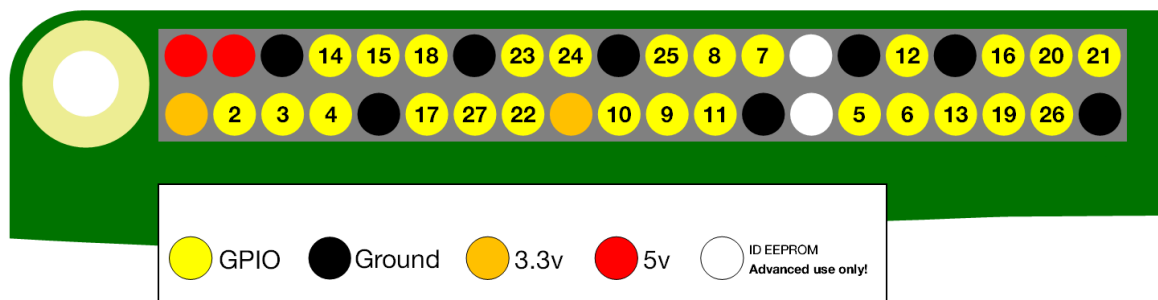 14 15 18 23 24 25 8 7 12 16 20 21
2 3 4 17 27 22 10 9 11 5 6 13 19 26
GPIO Ground 3.3v 5v ID EEPROM
Advanced use only!